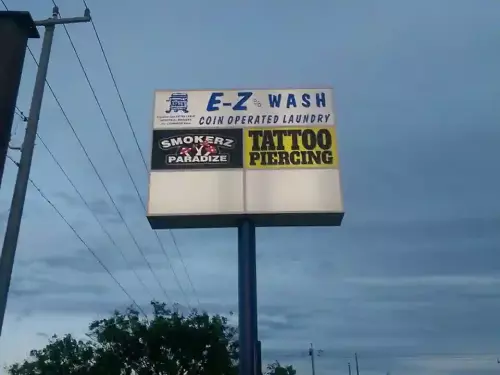 E-Z WASH
COIN OPERATED LAUNDRY
SMOKERZ
PARADIZE
TATTOO
PIERCING